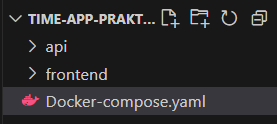 TIME-APP-PRAKT...
api
frontend
Docker-compose.yaml